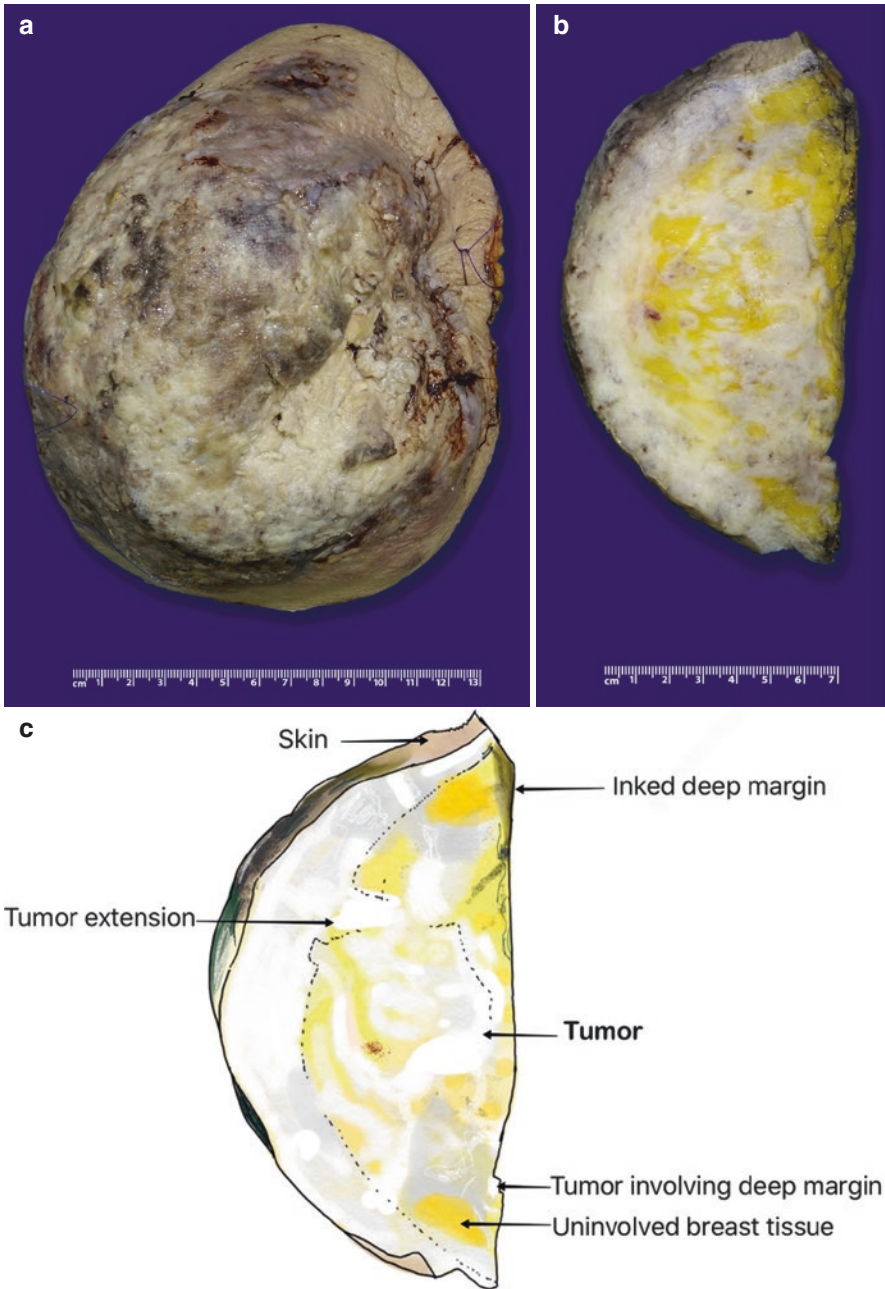 a
b
cm 1 2 3 4 5 6 7 8 9 10 11 12 13
cm 1 2 3 4 5 6 7
c
Skin
Inked deep margin
Tumor extension
Tumor
Tumor involving deep margin
Uninvolved breast tissue